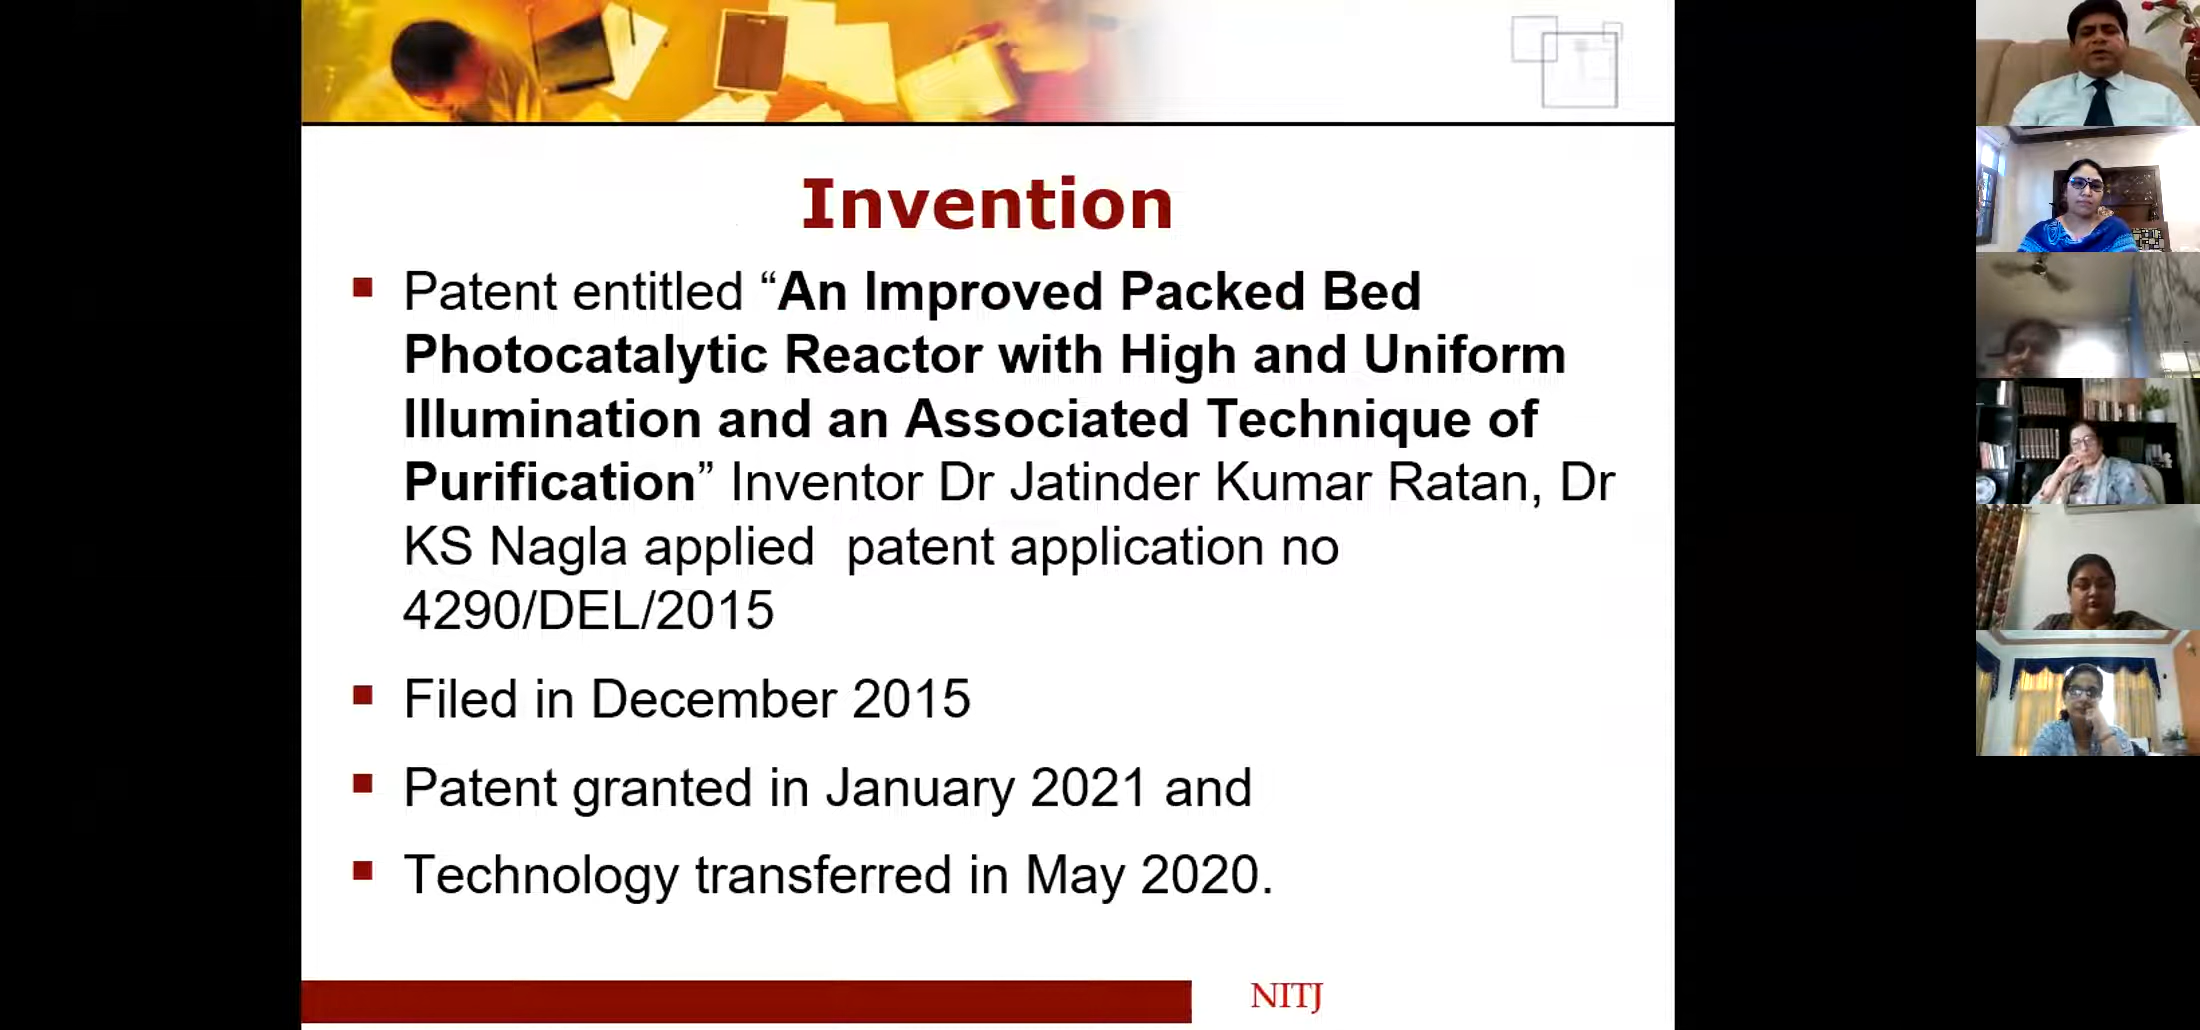 Invention
Patent entitled “An Improved Packed Bed
Photocatalytic Reactor with High and Uniform
Illumination and an Associated Technique of
Purification” Inventor Dr Jatinder Kumar Ratan, Dr
KS Nagla applied  patent application no
4290/DEL/2015
Filed in December 2015
Patent granted in January 2021 and
Technology transferred in May 2020.
NITJ